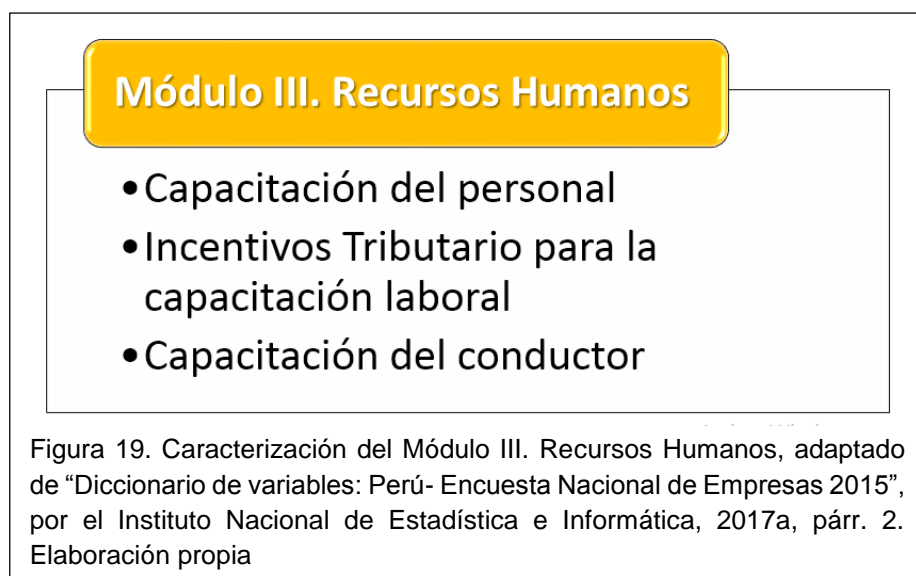 Módulo III. Recursos Humanos
•Capacitación del personal
•Incentivos Tributario para la
capacitación laboral
•Capacitación del conductor
Figura 19. Caracterización del Módulo III. Recursos Humanos, adaptado
de “Diccionario de variables: Perú- Encuesta Nacional de Empresas 2015”,
por el Instituto Nacional de Estadística e Informática, 2017a, párr. 2.
Elaboración propia